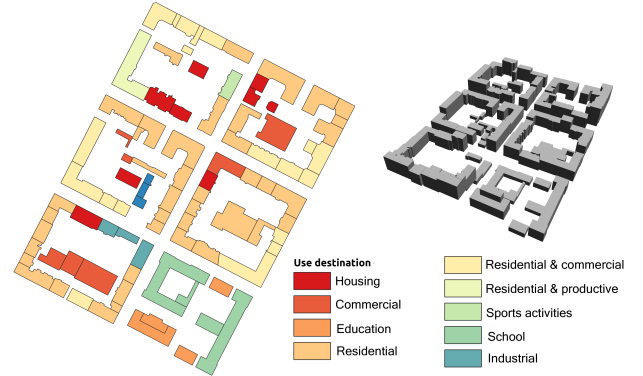 Use destination
Housing
Commercial
Education
Residential
Residential & commercial
Residential & productive
Sports activities
School
Industrial